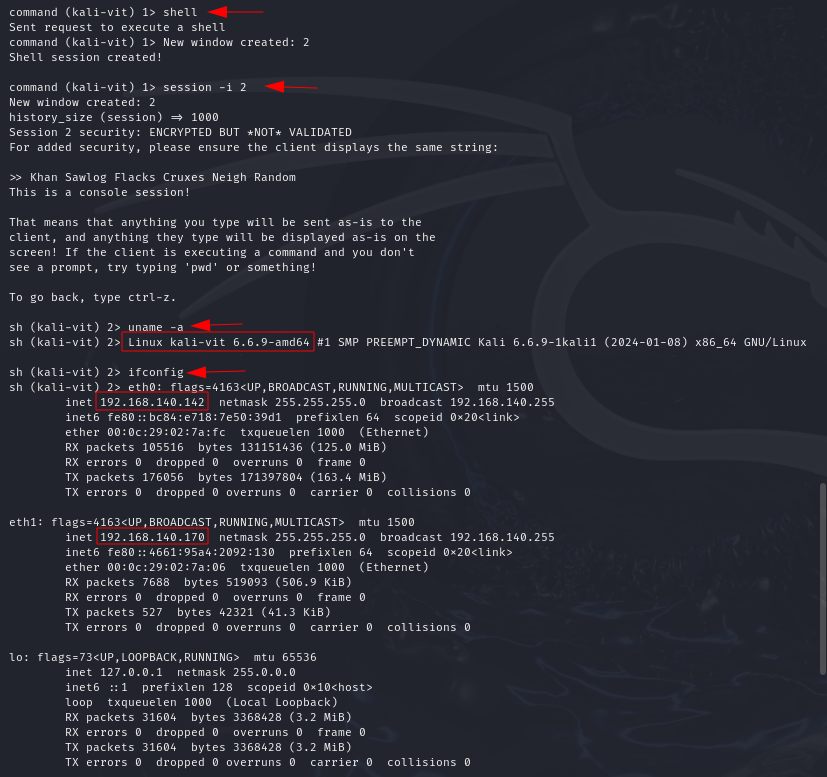 command (kali-vit) 1> shell
Sent request to execute a shell
command (kali-vit) 1> New window created: 2
Shell session created!
command (kali-vit) 1> session -i 2
New window created: 2
history_size (session) ⇒ 1000
Session 2 security: ENCRYPTED BUT *NOT* VALIDATED
For added security, please ensure the client displays the same string:
>> Khan Sawlog Flacks Cruxes Neigh Random
This is a console session!
That means that anything you type will be sent as-is to the
client, and anything they type will be displayed as-is on the
screen! If the client is executing a command and you don't
see a prompt, try typing 'pwd' or something!
To go back, type ctrl-z.
sh (kali-vit) 2> uname -a
sh (kali-vit) 2> Linux kali-vit 6.6.9-amd64 #1 SMP PREEMPT_DYNAMIC Kali 6.6.9-1kali1 (2024-01-08) x86_64 GNU/Linux
sh (kali-vit) 2> ifconfig
sh (kali-vit) 2> eth0: flags=4163<UP,BROADCAST,RUNNING,MULTICAST>  mtu 1500
inet 192.168.140.142  netmask 255.255.255.0  broadcast 192.168.140.255
inet6 fe80::bc84:e718:7e50:39d1  prefixlen 64  scopeid 0×20<link>
ether 00:0c:29:02:7a:fc  txqueuelen 1000  (Ethernet)
RX packets 105516  bytes 131151436 (125.0 MiB)
RX errors 0  dropped 0  overruns 0  frame 0
TX packets 176056  bytes 171397804 (163.4 MiB)
TX errors 0  dropped 0 overruns 0  carrier 0  collisions 0
eth1: flags=4163<UP,BROADCAST,RUNNING,MULTICAST>  mtu 1500
inet 192.168.140.170  netmask 255.255.255.0  broadcast 192.168.140.255
inet6 fe80::4661:95a4:2092:130  prefixlen 64  scopeid 0×20<link>
ether 00:0c:29:02:7a:06  txqueuelen 1000  (Ethernet)
RX packets 7688  bytes 519093 (506.9 KiB)
RX errors 0  dropped 0  overruns 0  frame 0
TX packets 527  bytes 42321 (41.3 KiB)
TX errors 0  dropped 0 overruns 0  carrier 0  collisions 0
lo: flags=73<UP,LOOPBACK,RUNNING>  mtu 65536
inet 127.0.0.1  netmask 255.0.0.0
inet6 ::1  prefixlen 128  scopeid 0×10<host>
loop  txqueuelen 1000  (Local Loopback)
RX packets 31604  bytes 3368428 (3.2 MiB)
RX errors 0  dropped 0  overruns 0  frame 0
TX packets 31604  bytes 3368428 (3.2 MiB)
TX errors 0  dropped 0 overruns 0  carrier 0  collisions 0